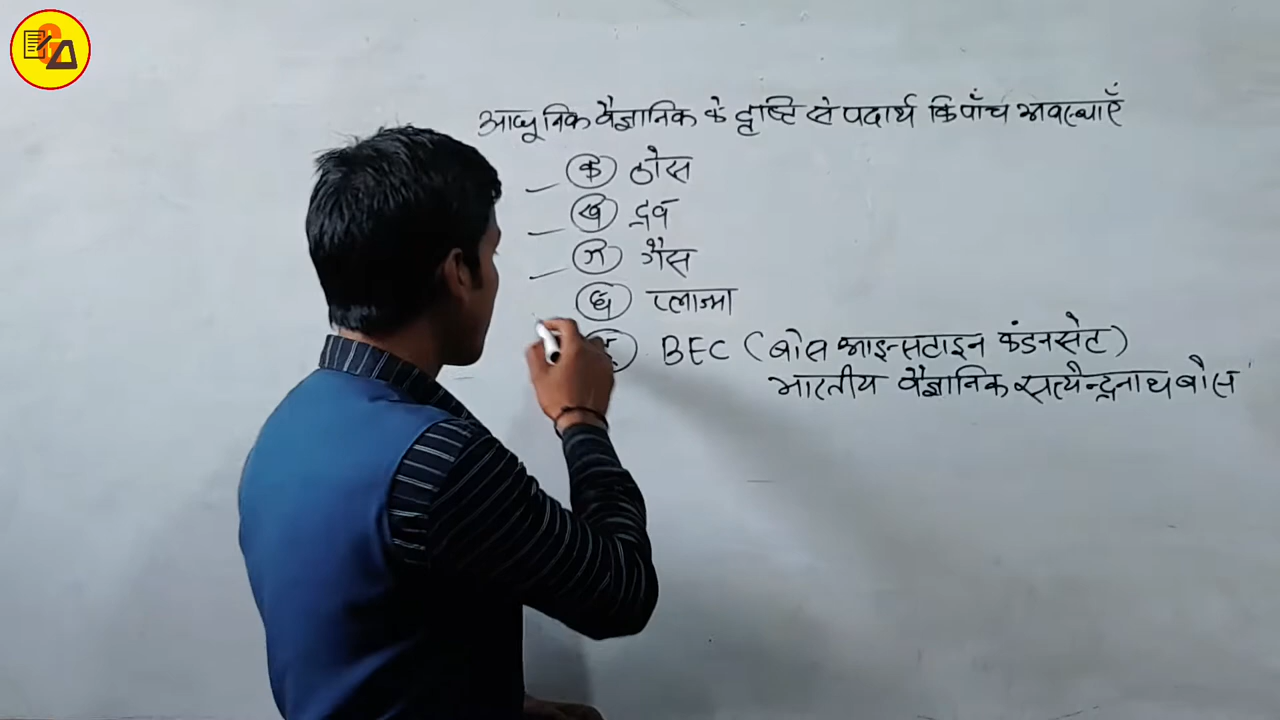 आधुनिक वैज्ञानिक के दृष्टि से पदार्थ कि पाँच अवस्थाएँ
क ठोस
ख द्रव
ग गैस
घ प्लाज्मा
BEC (बोस आइन्सटाइन कंडनसेट)
भारतीय वैज्ञानिक सत्येन्द्रनाथ बोस